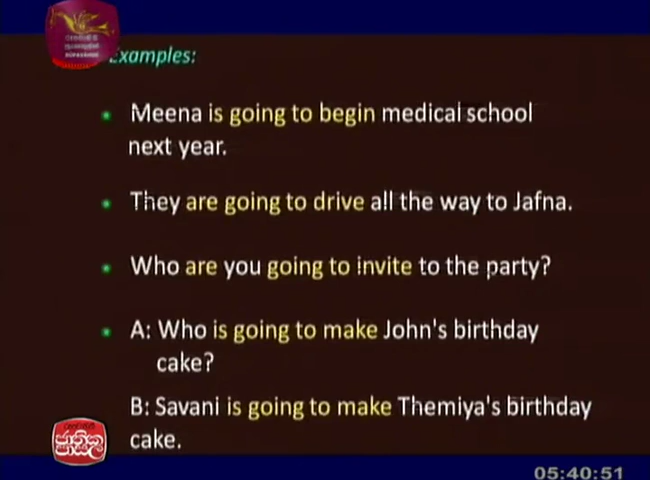 Examples:
Meena is going to begin medical school
next year.
They are going to drive all the way to Jafna.
Who are you going to invite to the party?
A: Who is going to make John's birthday
cake?
B: Savani is going to make Themiya's birthday
cake.
ජාතික
පාසල
05:40:51